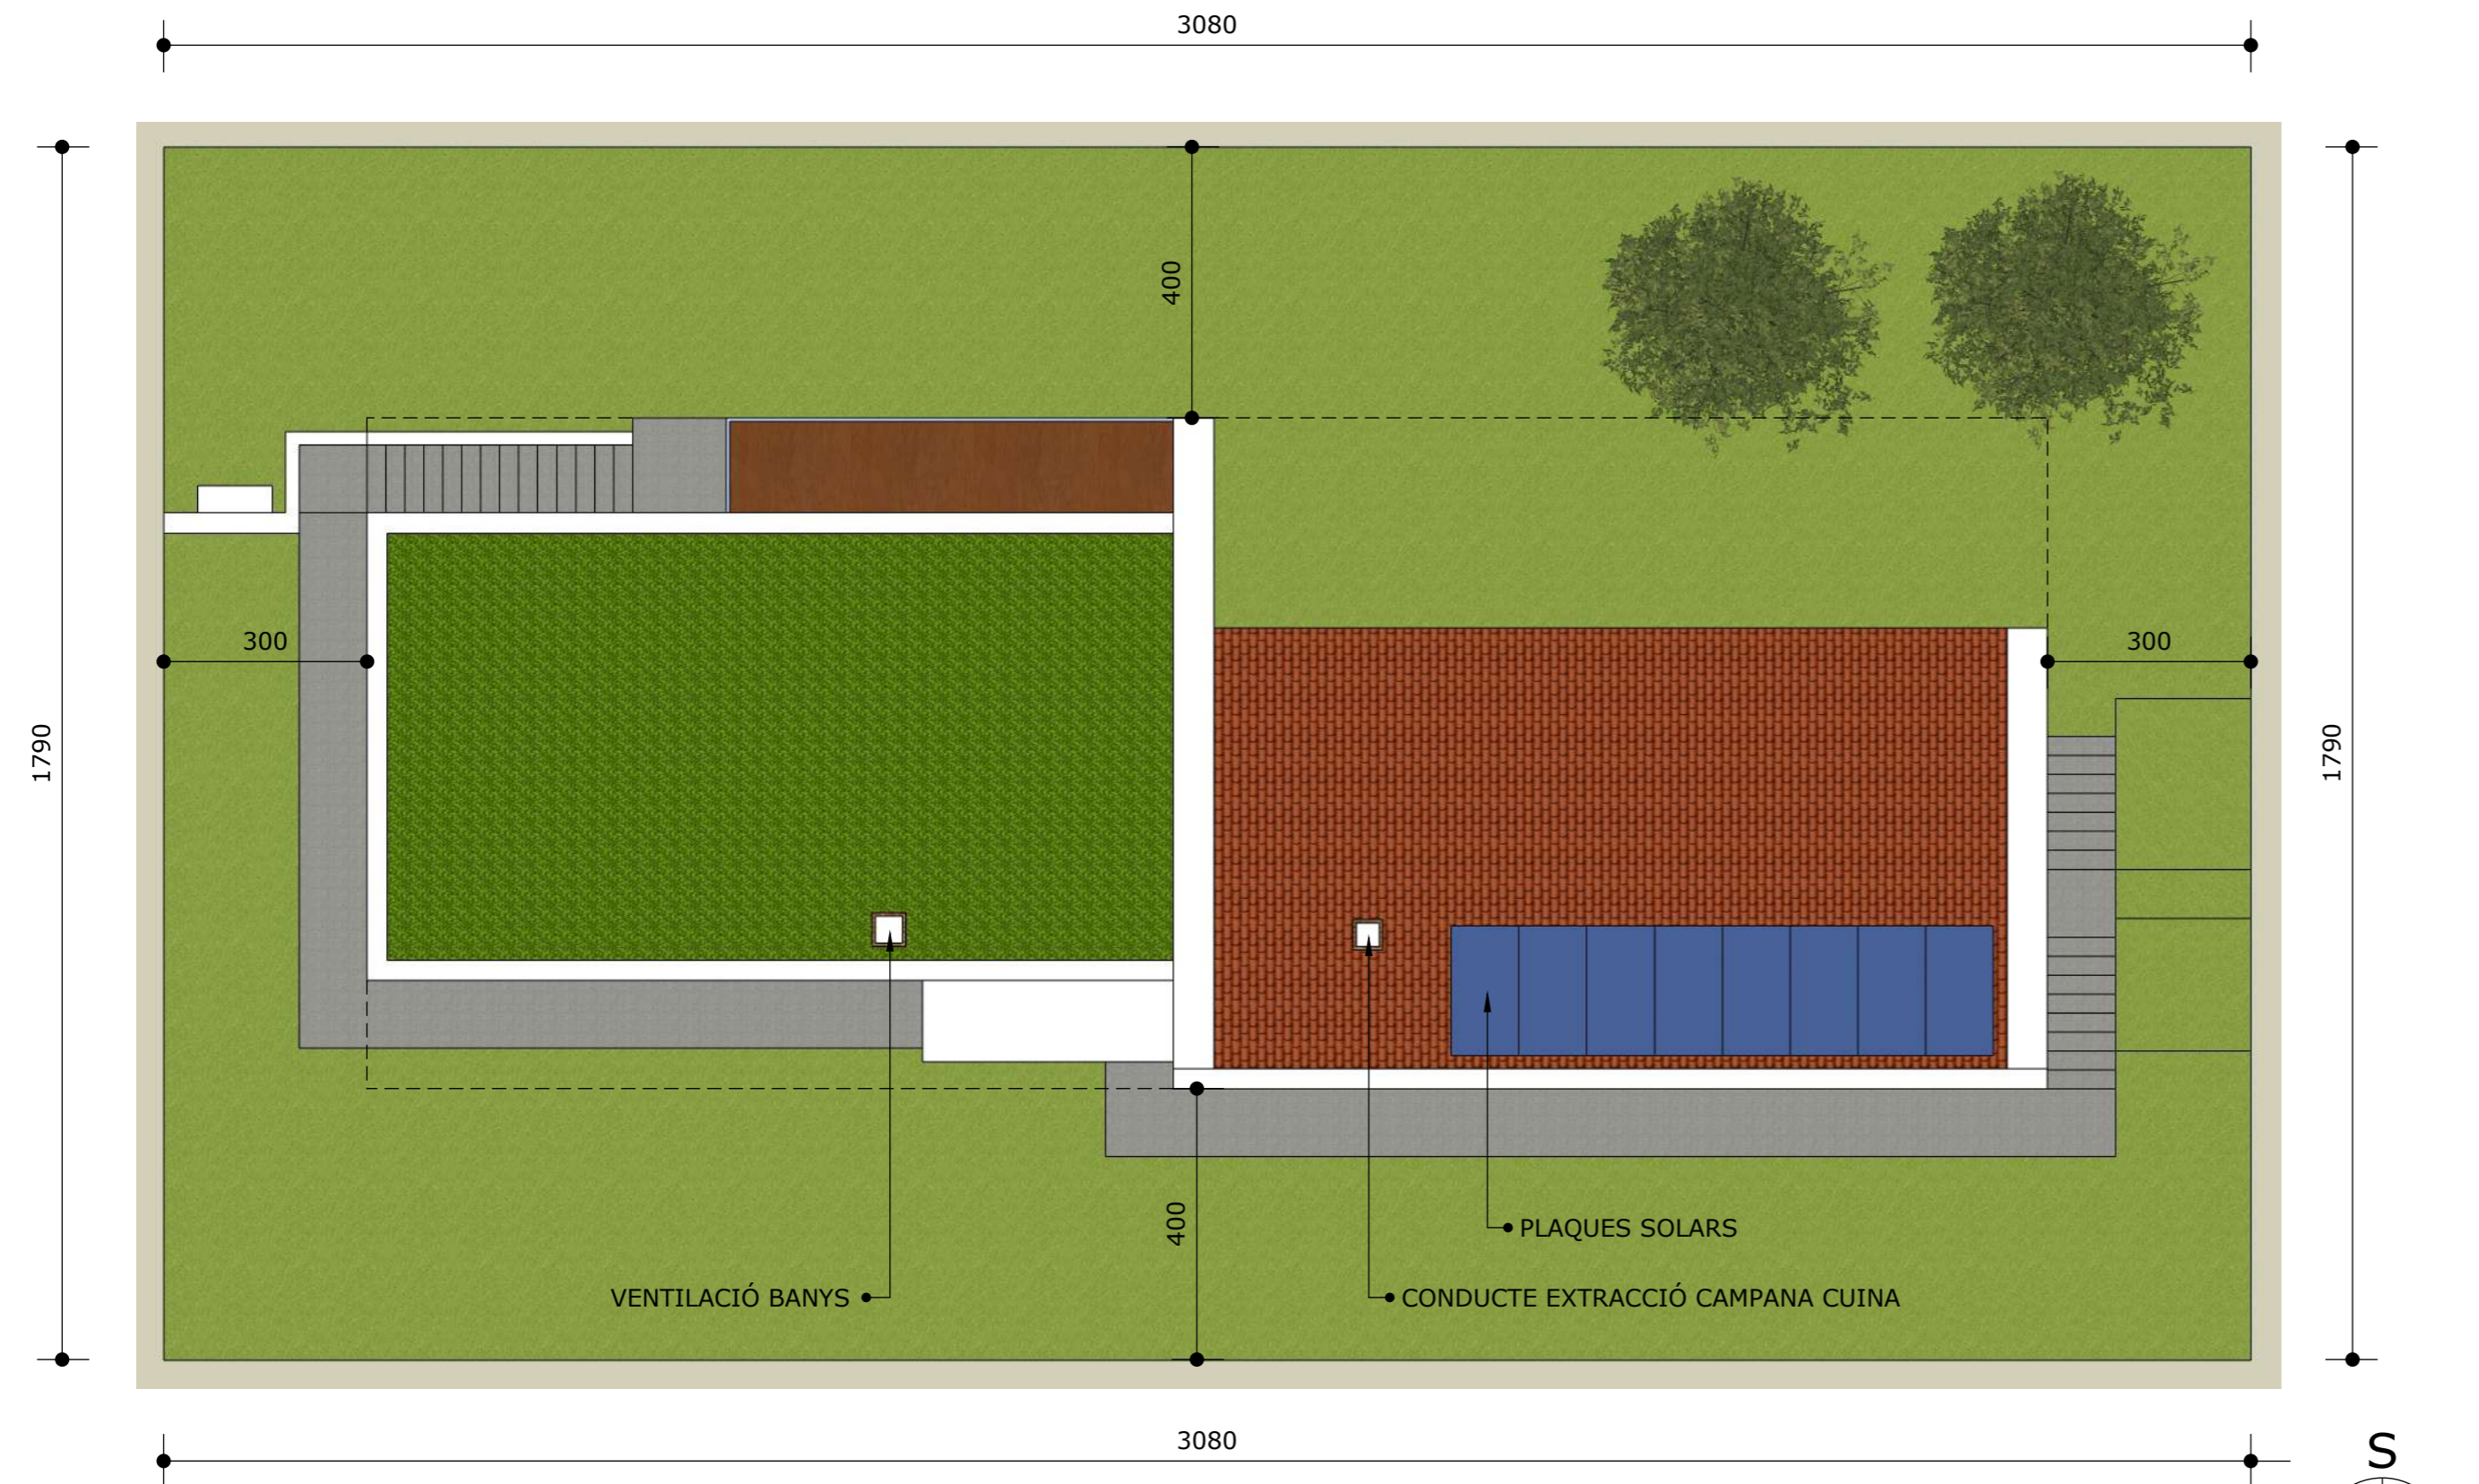 3080
400
300
300
1790
1790
400
PLAQUES SOLARS
VENTILACIÓ BANYS
CONDUCTE EXTRACCIÓ CAMPANA CUINA
3080
S